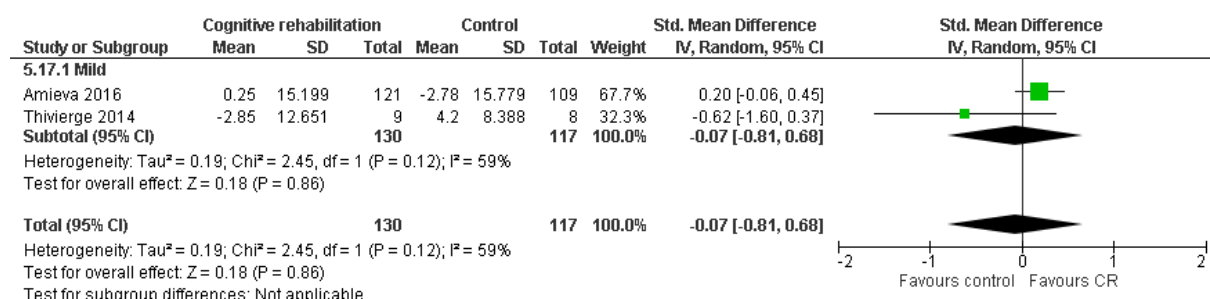 Cognitive rehabilitation Control Std. Mean Difference Std. Mean Difference
Study or Subgroup Mean SD Total Mean SD Total Weight IV, Random, 95% CI IV, Random, 95% CI
5.17.1 Mild
Amieva 2016 0.25 15.199 121 -2.78 15.779 109 67.7% 0.20 [-0.06, 0.45]
Thivierge 2014 -2.85 12.651 9 4.2 8.388 8 32.3% -0.62 [-1.60, 0.37]
Subtotal (95% CI) 130 117 100.0% -0.07 [-0.81, 0.68]
Heterogeneity: Tau² = 0.19; Chi² = 2.45, df = 1 (P = 0.12); I² = 59%
Test for overall effect: Z = 0.18 (P = 0.86)
Total (95% CI) 130 117 100.0% -0.07 [-0.81, 0.68]
Heterogeneity: Tau² = 0.19; Chi² = 2.45, df = 1 (P = 0.12); I² = 59%
Test for overall effect: Z = 0.18 (P = 0.86)
Test for subgroup differences: Not applicable
-2 -1 0 1 2
Favours control Favours CR